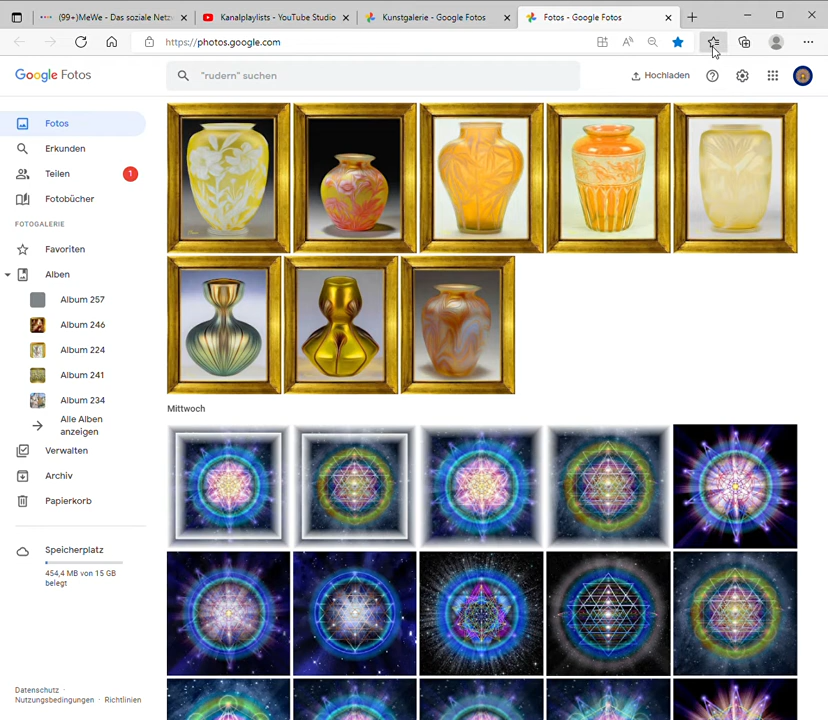 (99+)MeWe - Das soziale Netz
Kanalplaylists - YouTube Studio
Kunstgalerie - Google Fotos
Fotos - Google Fotos
https://photos.google.com
Google Fotos
"rudern" suchen
Hochladen
Fotos
Erkunden
Teilen
1
Fotobücher
FOTOGALERIE
Favoriten
Alben
Album 257
Album 246
Album 224
Album 241
Album 234
Alle Alben
anzeigen
Verwalten
Archiv
Papierkorb
Speicherplatz
454,4 MB von 15 GB
belegt
Datenschutz ·
Nutzungsbedingungen · Richtlinien
Mittwoch